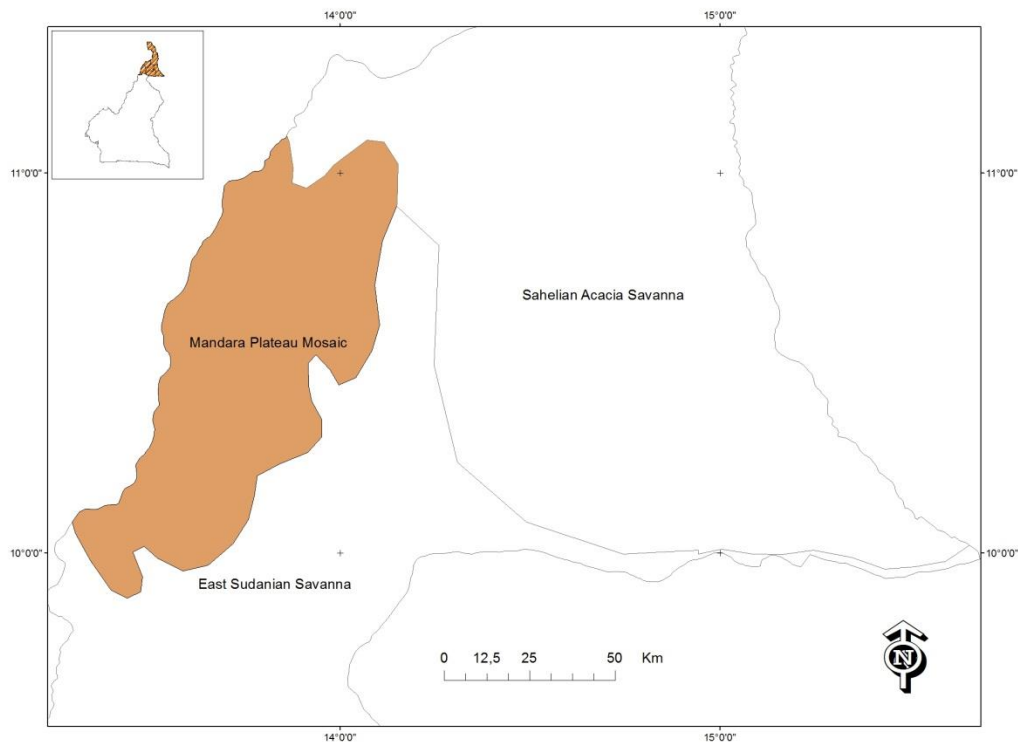 14°0'0" 15°0'0"
11°0'0" 11°0'0"
Sahelian Acacia Savanna
Mandara Plateau Mosaic
10°0'0" 10°0'0"
East Sudanian Savanna
0 12,5 25 50 Km
N
14°0'0" 15°0'0"